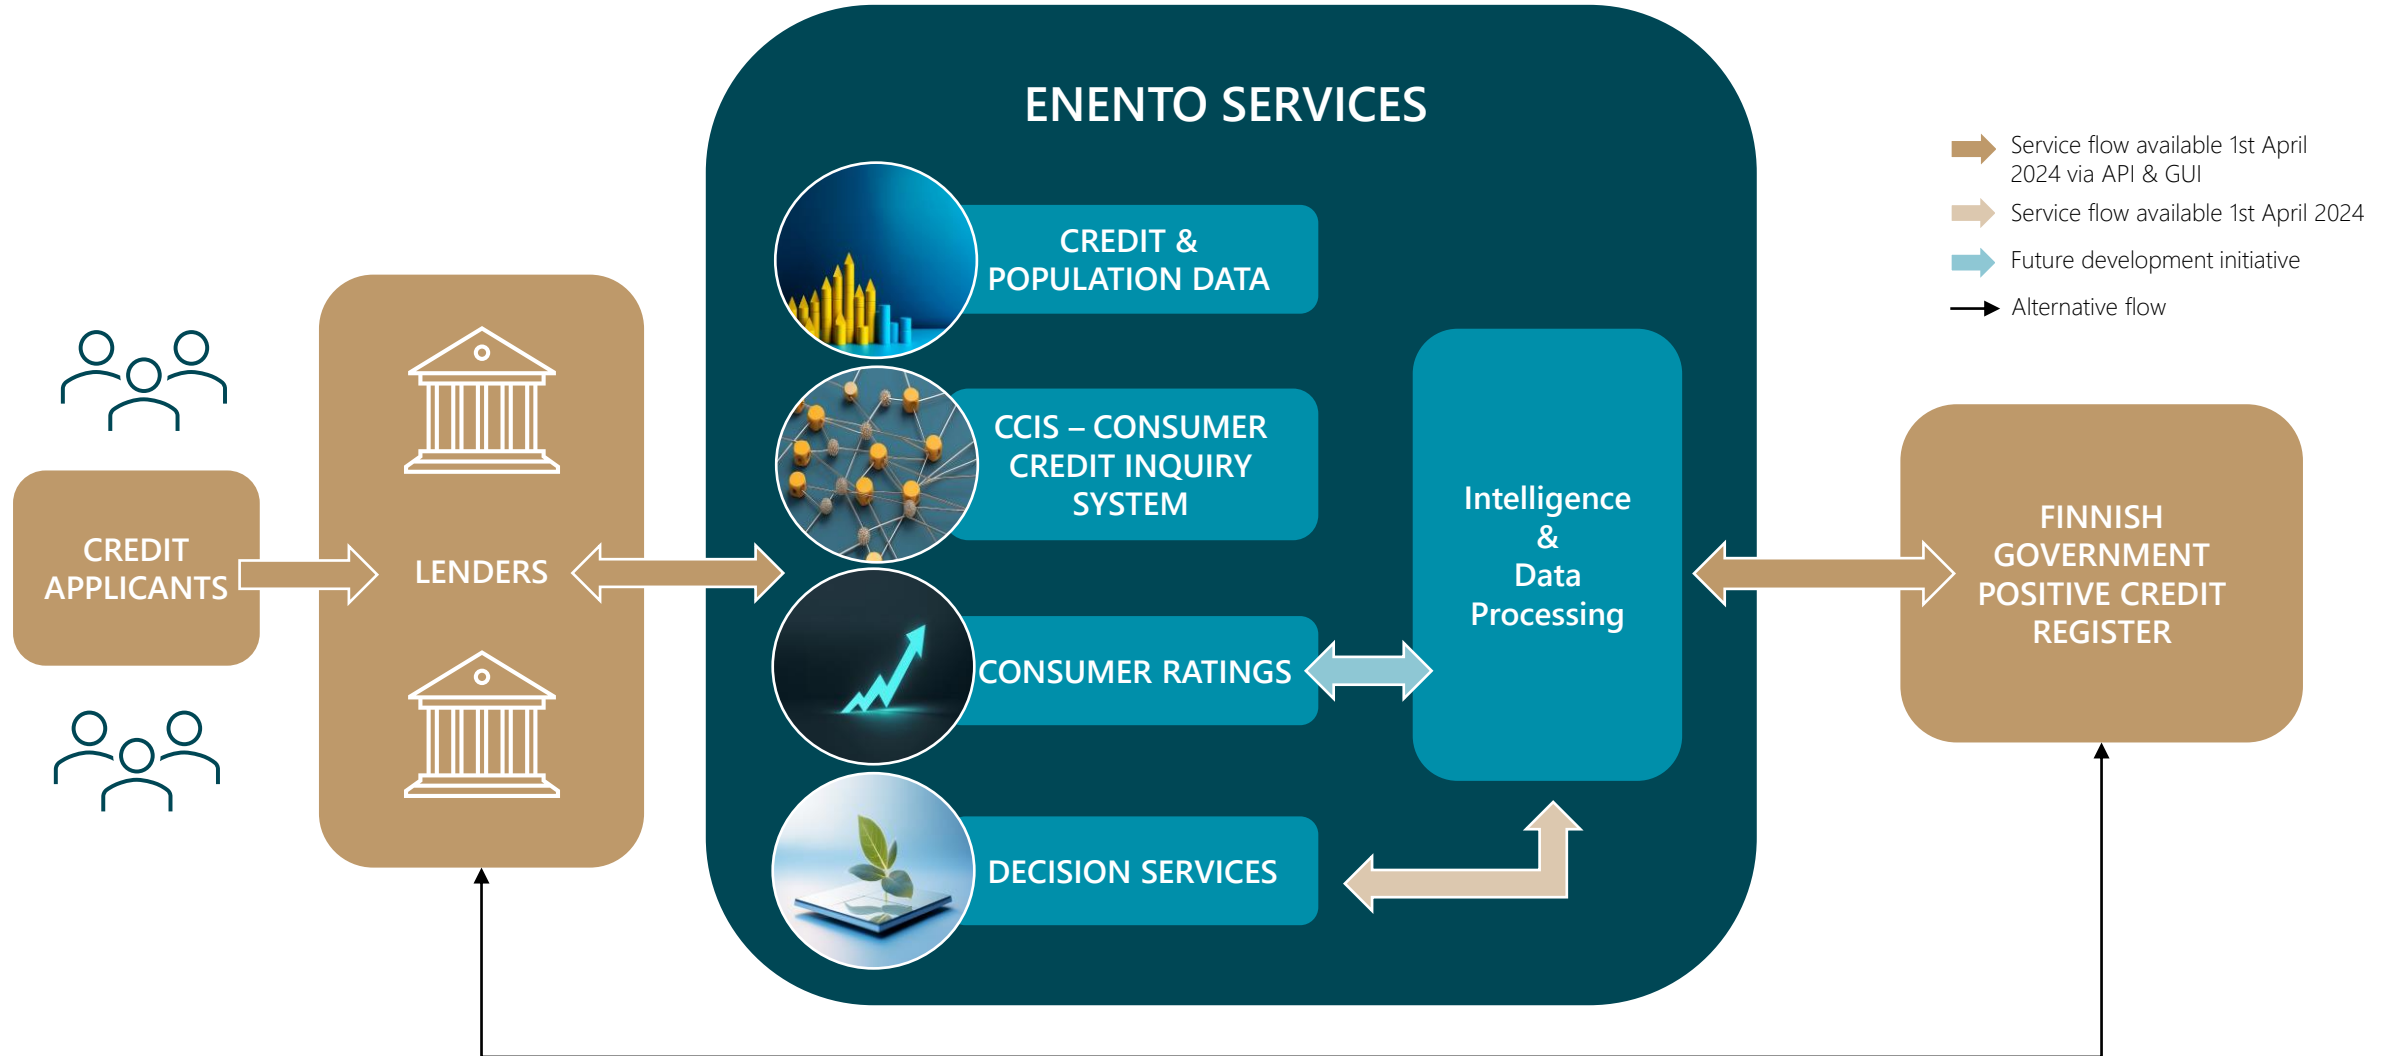 ENENTO SERVICES
Service flow available 1st April
2024 via API & GUI
Service flow available 1st April 2024
Future development initiative
Alternative flow
CREDIT
APPLICANTS
LENDERS
CREDIT &
POPULATION DATA
CCIS – CONSUMER
CREDIT INQUIRY
SYSTEM
CONSUMER RATINGS
DECISION SERVICES
Intelligence
&
Data
Processing
FINNISH
GOVERNMENT
POSITIVE CREDIT
REGISTER